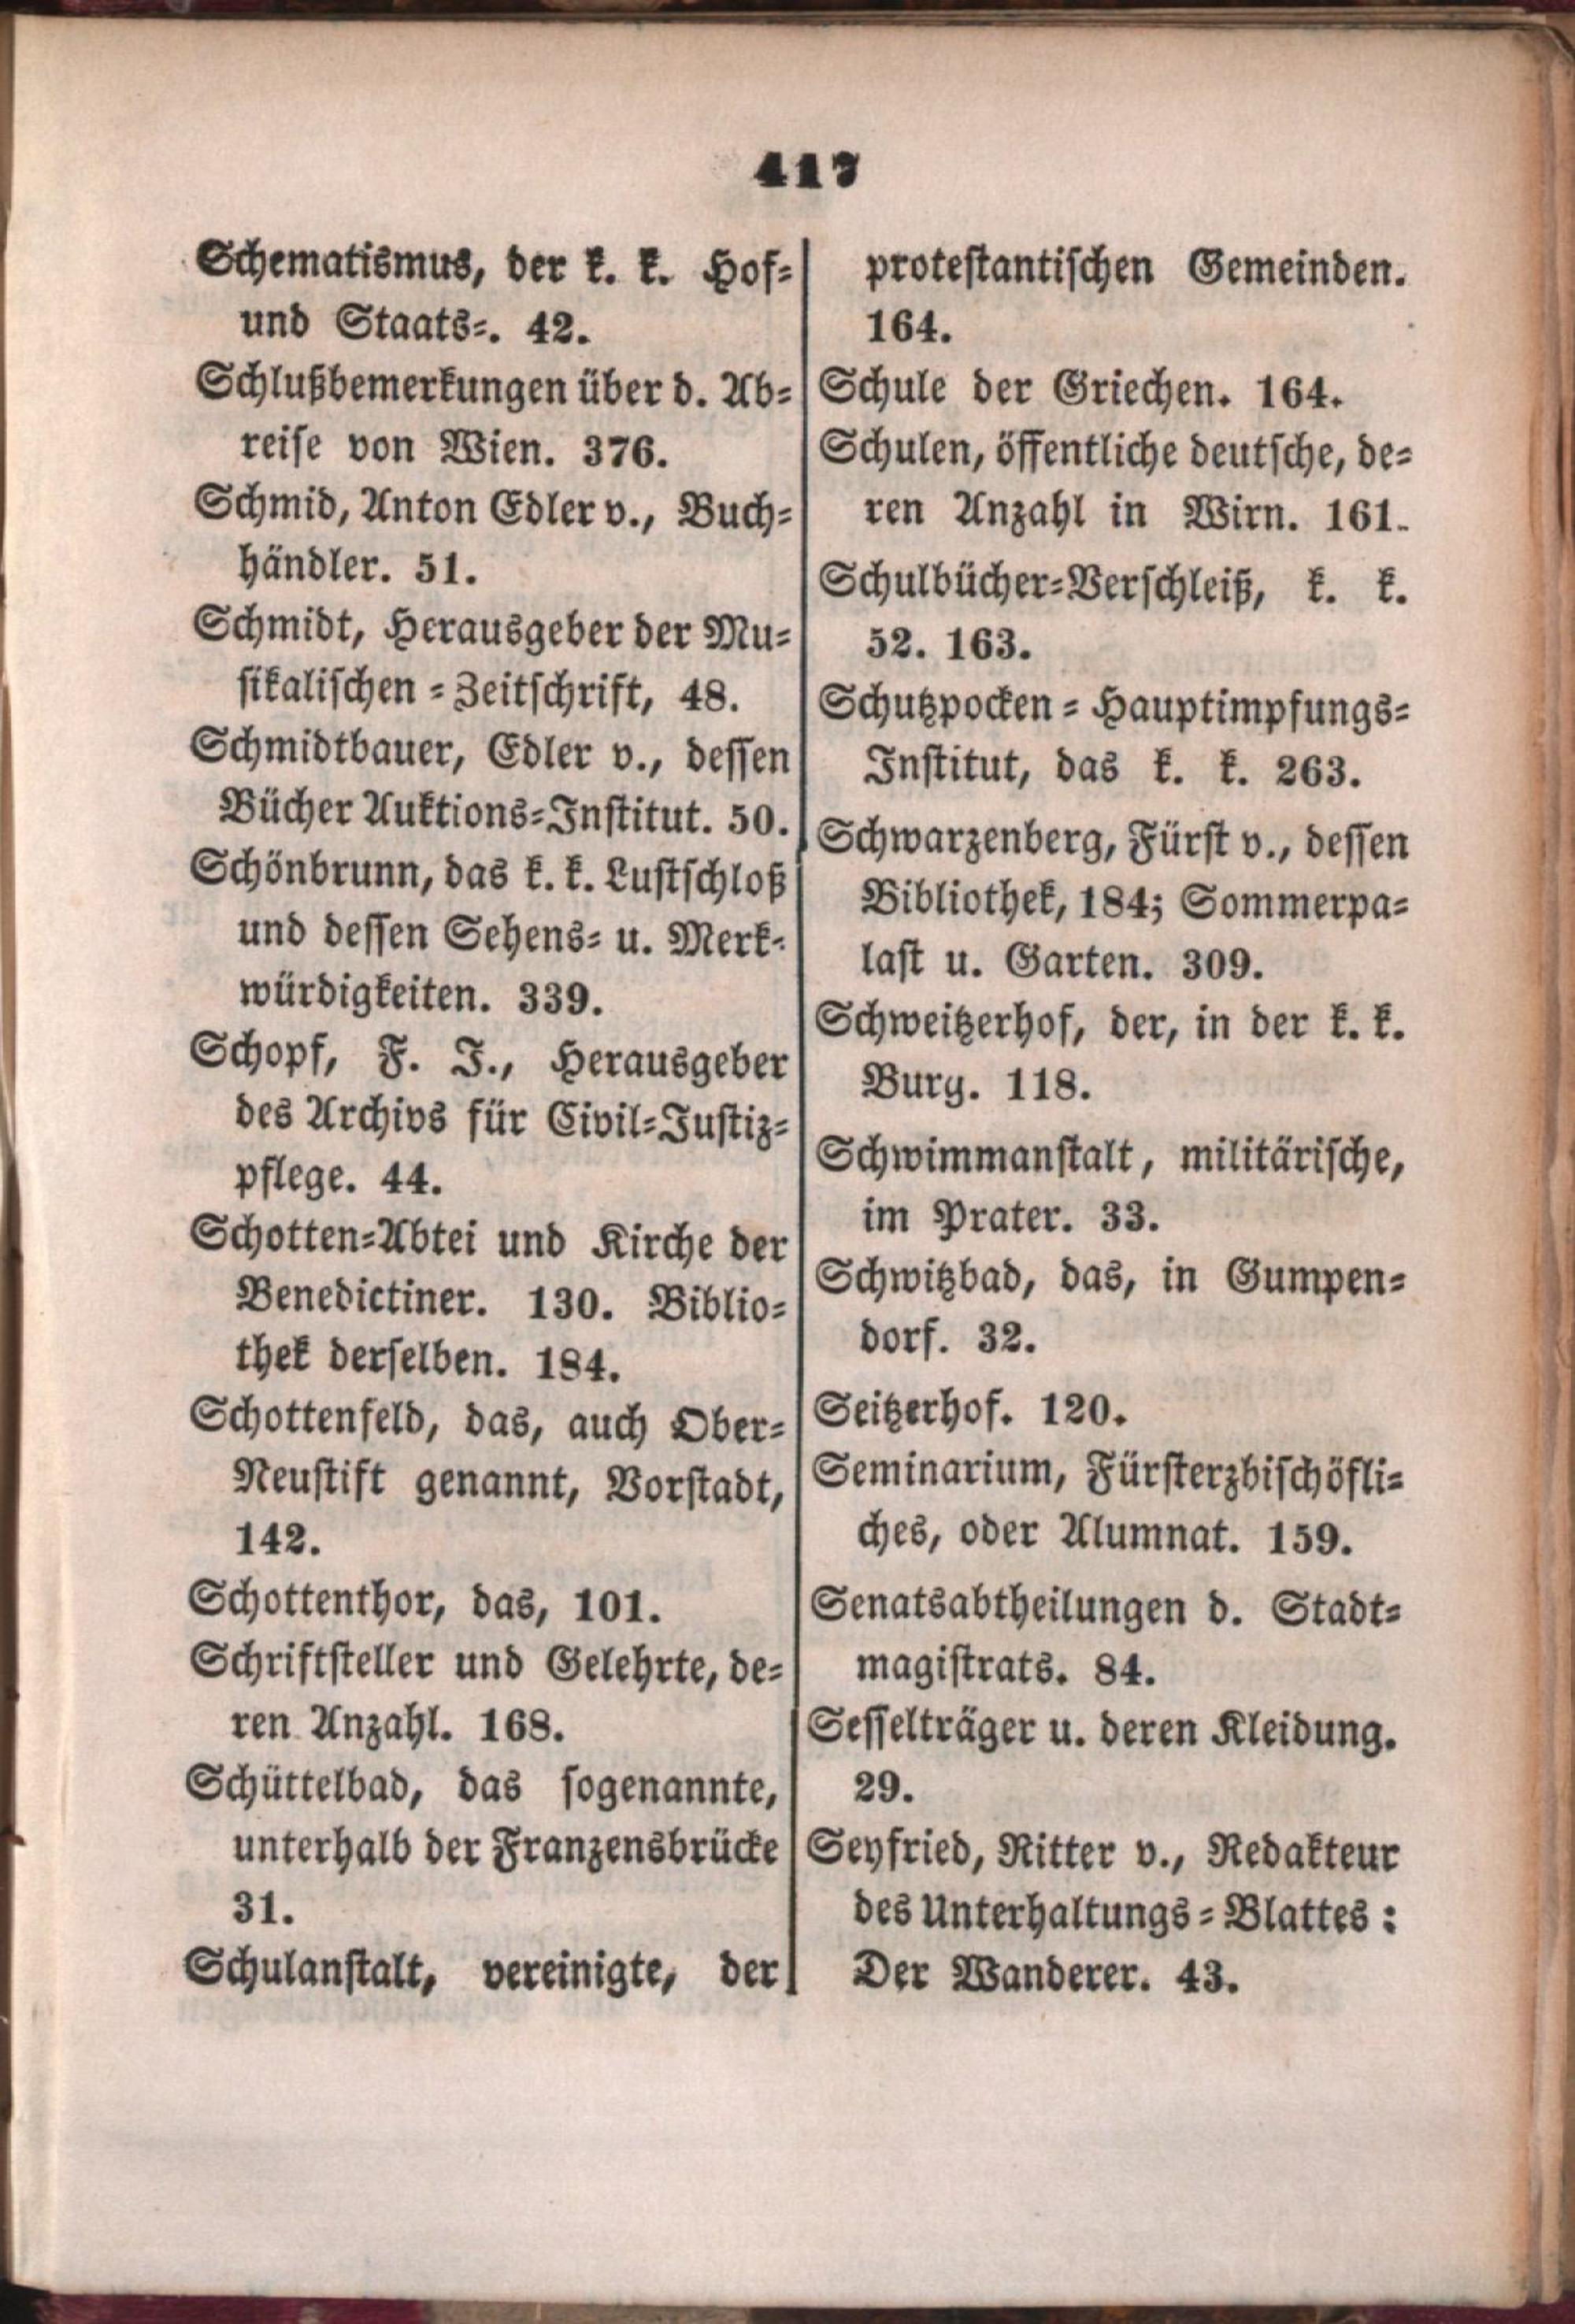 417
Schematismus, der k. k. Hof-
und Staats-. 42.
Schlußbemerkungen über d. Ab-
reise von Wien. 376.
Schmid, Anton Edler v., Buch-
händler. 51.
Schmidt, Herausgeber der Mu-
sikalischen-Zeitschrift, 48.
Schmidtbauer, Edler v., dessen
Bücher Auktions-Institut. 50.
Schönbrunn, das k. k. Lustschloß
und dessen Sehens- u. Merk-
würdigkeiten. 339.
Schopf, F. J., Herausgeber
des Archivs für Civil-Justiz-
pflege. 44.
Schotten-Abtei und Kirche der
Benedictiner. 130. Biblio-
thek derselben. 184.
Schottenfeld, das, auch Ober-
Neustift genannt, Vorstadt,
142.
Schottenthor, das, 101.
Schriftsteller und Gelehrte, de-
ren Anzahl. 168.
Schüttelbad, das sogenannte,
unterhalb der Franzensbrücke
31.
Schulanstalt, vereinigte, der
protestantischen Gemeinden.
164.
Schule der Griechen. 164.
Schulen, öffentliche deutsche, de-
ren Anzahl in Wirn. 161.
Schulbücher-Verschleiß, k. k.
52. 163.
Schutzpocken-Hauptimpfungs-
Institut, das k. k. 263.
Schwarzenberg, Fürst v., dessen
Bibliothek, 184; Sommerpa-
last u. Garten. 309.
Schweitzerhof, der, in der k. k.
Burg. 118.
Schwimmanstalt, militärische,
im Prater. 33.
Schwitzbad, das, in Gumpen-
dorf. 32.
Seitzerhof. 120.
Seminarium, Fürsterzbischöfli-
ches, oder Alumnat. 159.
Senatsabtheilungen d. Stadt-
magistrats. 84.
Sesselträger u. deren Kleidung.
29.
Seyfried, Ritter v., Redakteur
des Unterhaltungs-Blattes:
Der Wanderer. 43.